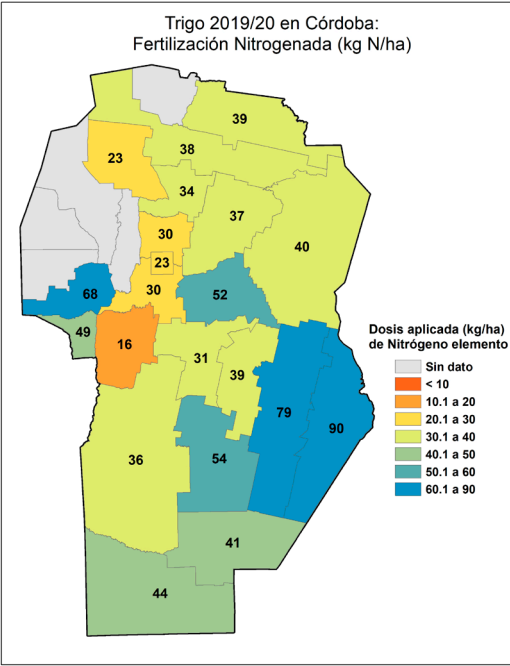 Trigo 2019/20 en Córdoba:
Fertilización Nitrogenada (kg N/ha)
39
38
23
34
37
30
40
23
68
30
52
49
16
31
39
79
90
36
54
41
44
Dosis aplicada (kg/ha)
de Nitrógeno elemento
Sin dato
< 10
10.1 a 20
20.1 a 30
30.1 a 40
40.1 a 50
50.1 a 60
60.1 a 90